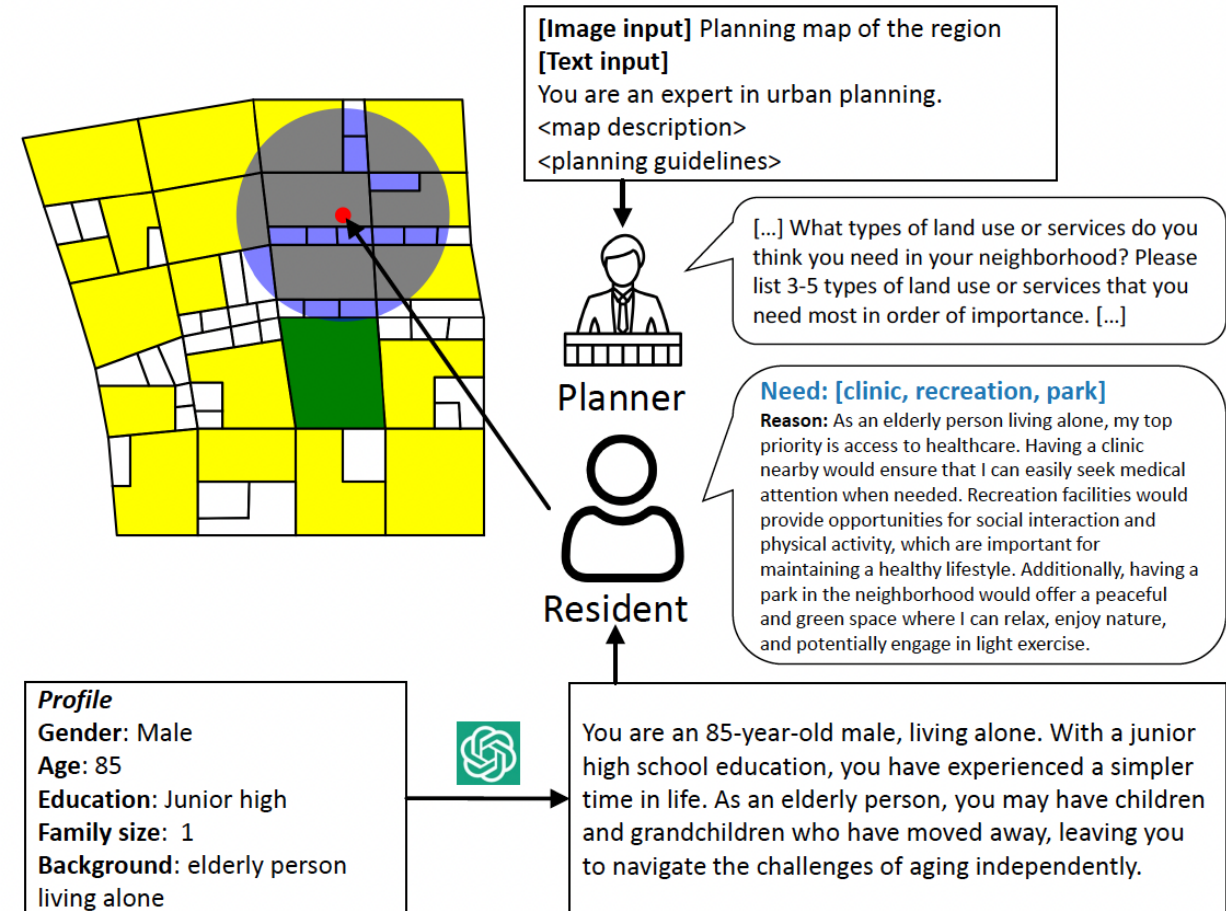 [Image input] Planning map of the region
[Text input]
You are an expert in urban planning.
<map description>
<planning guidelines>
[...] What types of land use or services do you
think you need in your neighborhood? Please
list 3-5 types of land use or services that you
need most in order of importance. [...]
Planner
Need: [clinic, recreation, park]
Reason: As an elderly person living alone, my top
priority is access to healthcare. Having a clinic
nearby would ensure that I can easily seek medical
attention when needed. Recreation facilities would
provide opportunities for social interaction and
physical activity, which are important for
maintaining a healthy lifestyle. Additionally, having a
park in the neighborhood would offer a peaceful
and green space where I can relax, enjoy nature,
and potentially engage in light exercise.
Resident
Profile
Gender: Male
Age: 85
Education: Junior high
Family size: 1
Background: elderly person
living alone
You are an 85-year-old male, living alone. With a junior
high school education, you have experienced a simpler
time in life. As an elderly person, you may have children
and grandchildren who have moved away, leaving you
to navigate the challenges of aging independently.